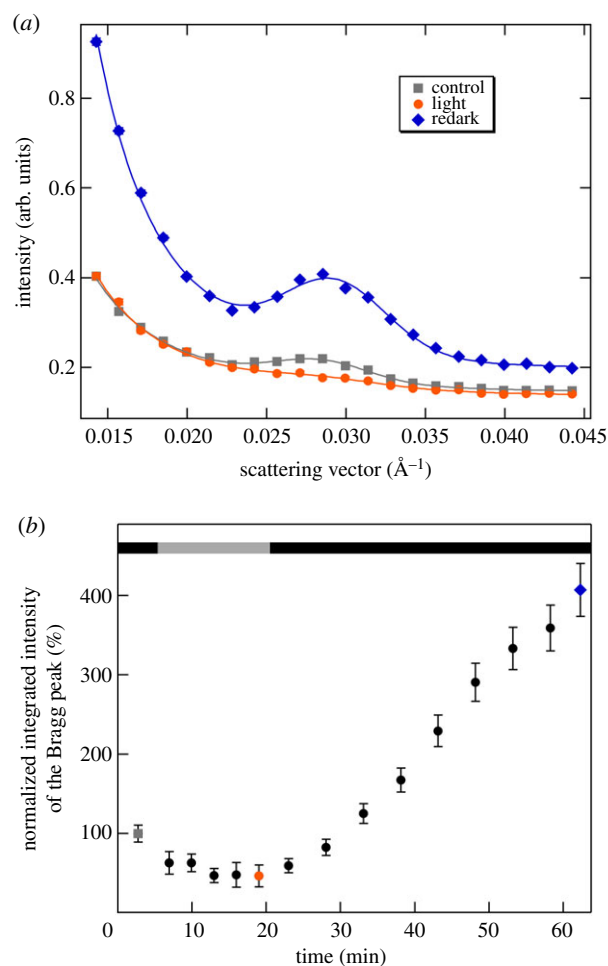 (a)
0.8
0.6
0.4
0.2
intensity (arb. units)
control
light
redark
0.015 0.020 0.025 0.030 0.035 0.040 0.045
scattering vector (Å–1)
(b)
400
300
200
100
normalized integrated intensity
of the Bragg peak (%)
0 10 20 30 40 50 60
time (min)